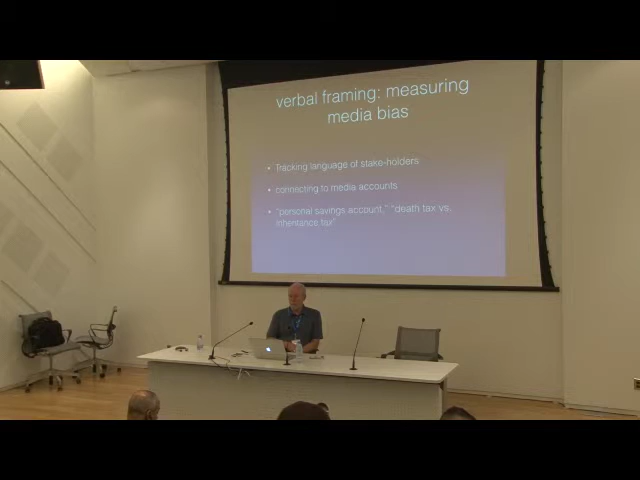 verbal framing: measuring
media bias
• Tracking language of stake-holders
• connecting to media accounts
• "personal savings account," "death tax vs.
inheritance tax"